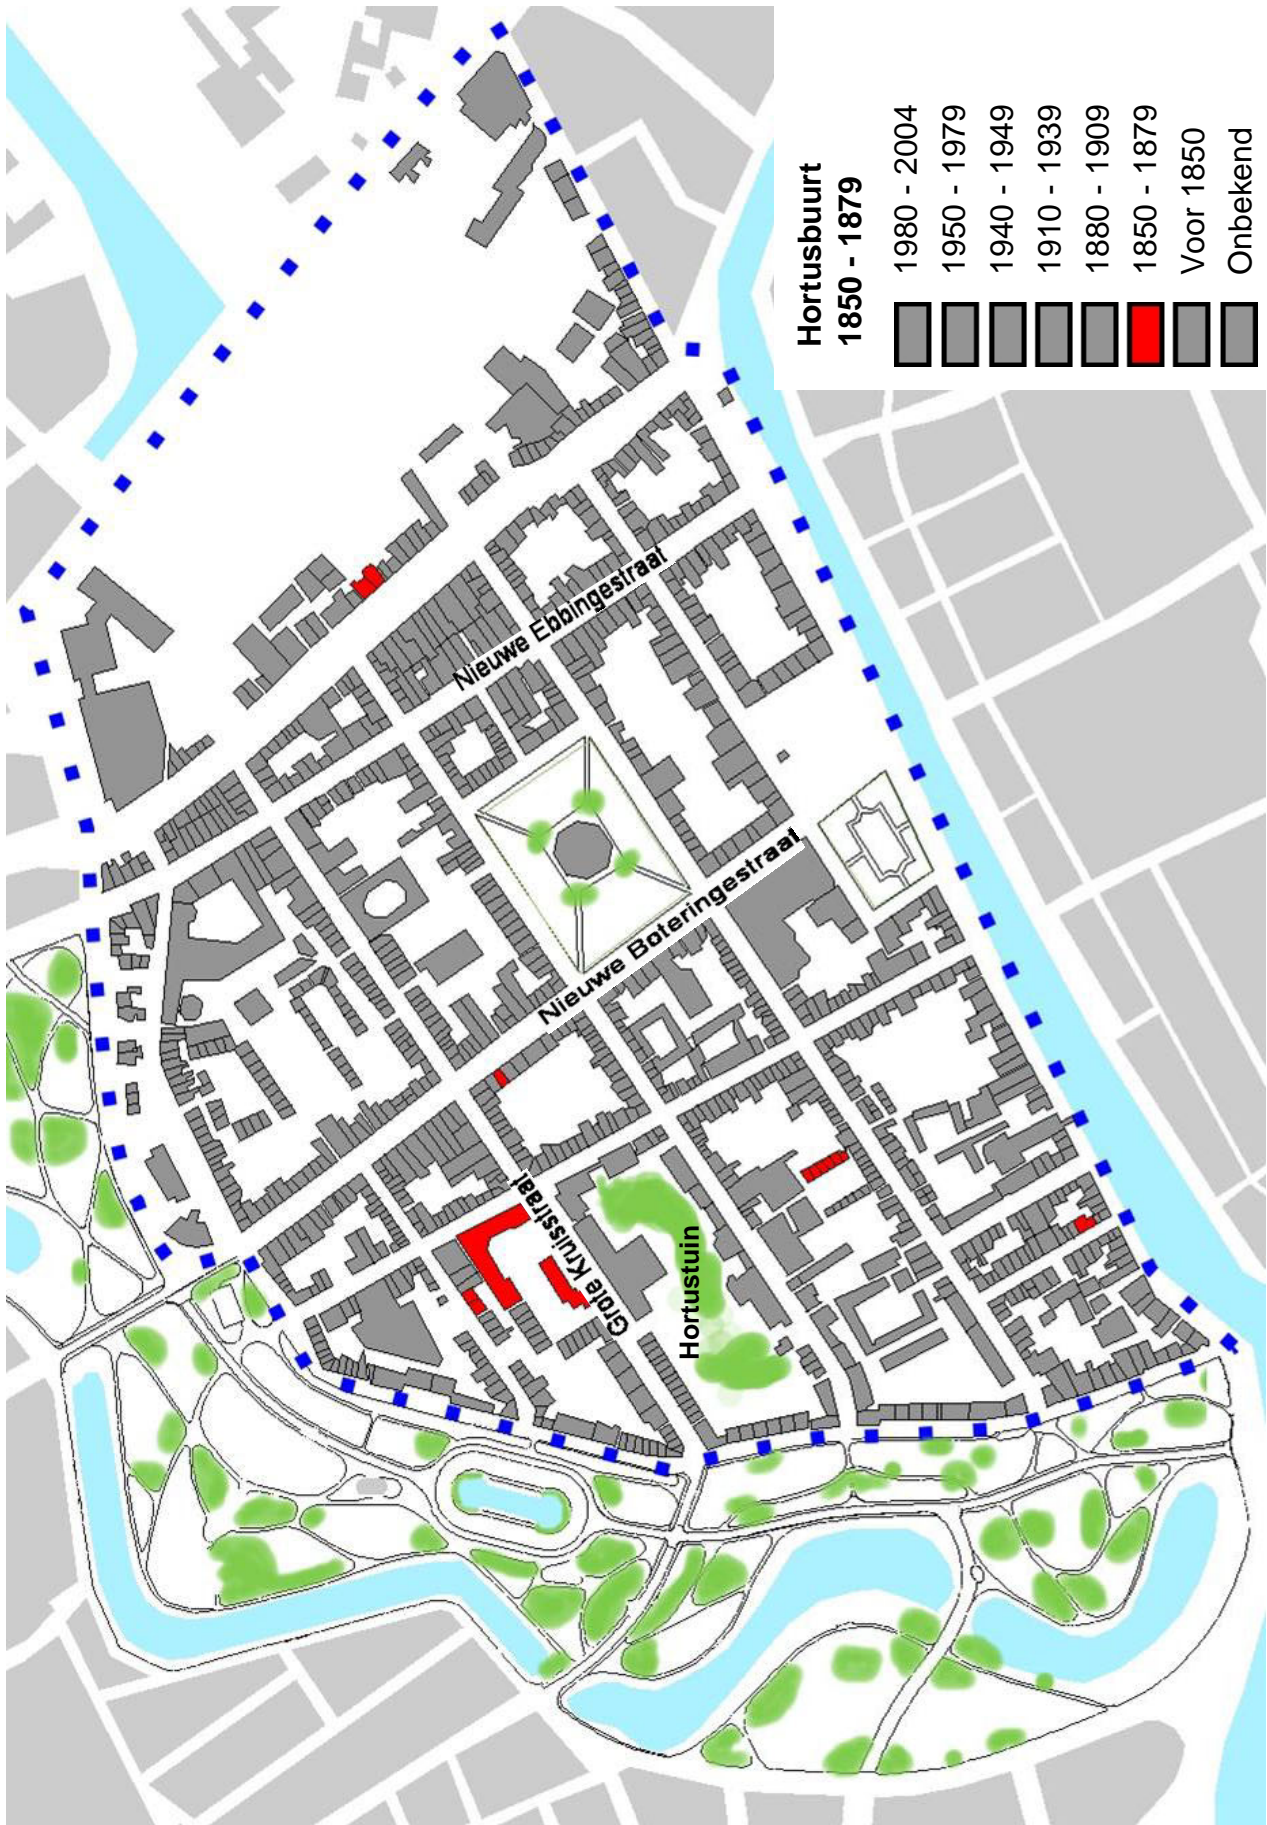 Hortusbuurt
1850 - 1879
1980 - 2004
1950 - 1979
1940 - 1949
1910 - 1939
1880 - 1909
1850 - 1879
Voor 1850
Onbekend
Nieuwe Ebbingestraat
Nieuwe Boteringestraat
Grote Kruisstraat
Hortustuin